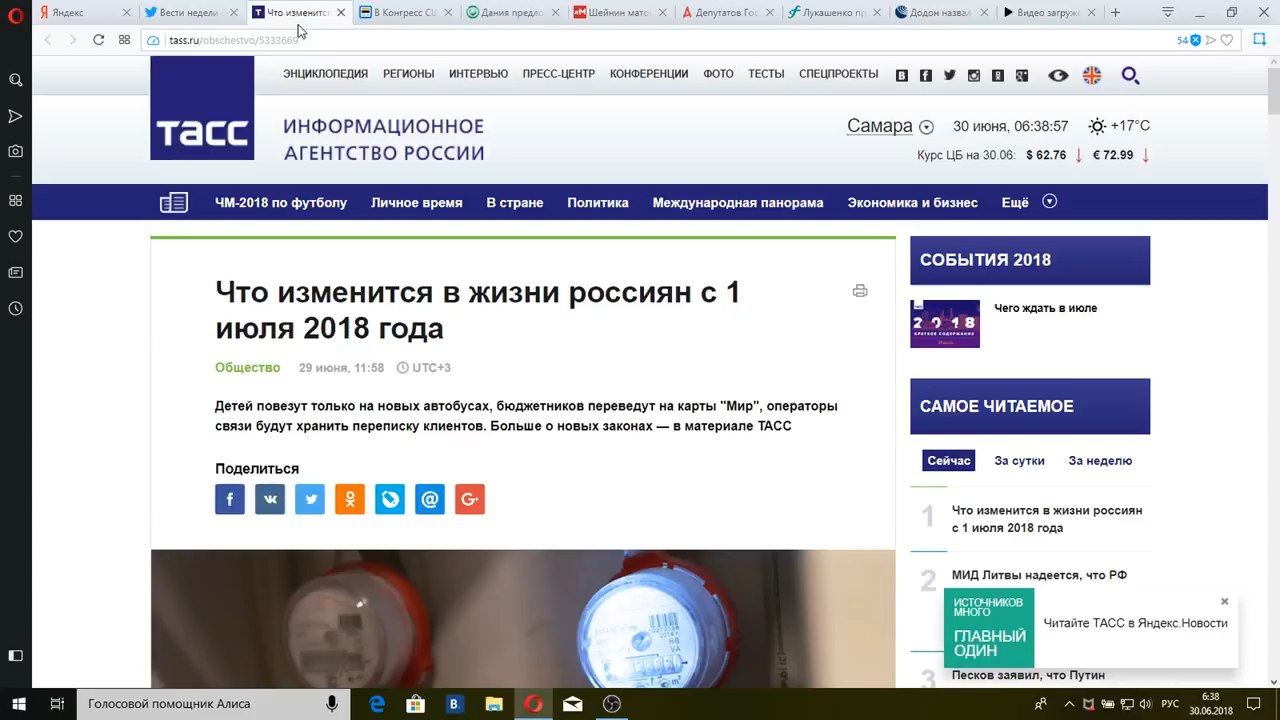 Яндекс
Вести недели
Что изменится
В Конгресс СШ
Дания предло
Шейнин мато
Депутатов Гос
Лукашенко пр
Додон назвал
Видео загруж
tass.ru/obschestvo/5333669
54
ЭНЦИКЛОПЕДИЯ РЕГИОНЫ ИНТЕРВЬЮ ПРЕСС-ЦЕНТР КОНФЕРЕНЦИИ ФОТО ТЕСТЫ СПЕЦПРОЕКТЫ
ТАСС
ИНФОРМАЦИОННОЕ
АГЕНТСТВО РОССИИ
Самара 30 июня, 06:38:57 +17°C
Курс ЦБ на 30.06: $ 62.76 ↓ € 72.99 ↓
ЧМ-2018 по футболу Личное время В стране Политика Международная панорама Экономика и бизнес Ещё
Что изменится в жизни россиян с 1
июля 2018 года
Общество 29 июня, 11:58 UTC+3
Детей повезут только на новых автобусах, бюджетников переведут на карты "Мир", операторы
связи будут хранить переписку клиентов. Больше о новых законах — в материале ТАСС
Поделиться
СОБЫТИЯ 2018
2018
Чего ждать в июле
САМОЕ ЧИТАЕМОЕ
Сейчас За сутки За неделю
1 Что изменится в жизни россиян
с 1 июля 2018 года
2 МИД Литвы надеется, что РФ
ИСТОЧНИКОВ
МНОГО
ГЛАВНЫЙ
ОДИН
Читайте ТАСС в Яндекс.Новости
3 Песков заявил, что Путин
Голосовой помощник Алиса
РУС
6:38
30.06.2018